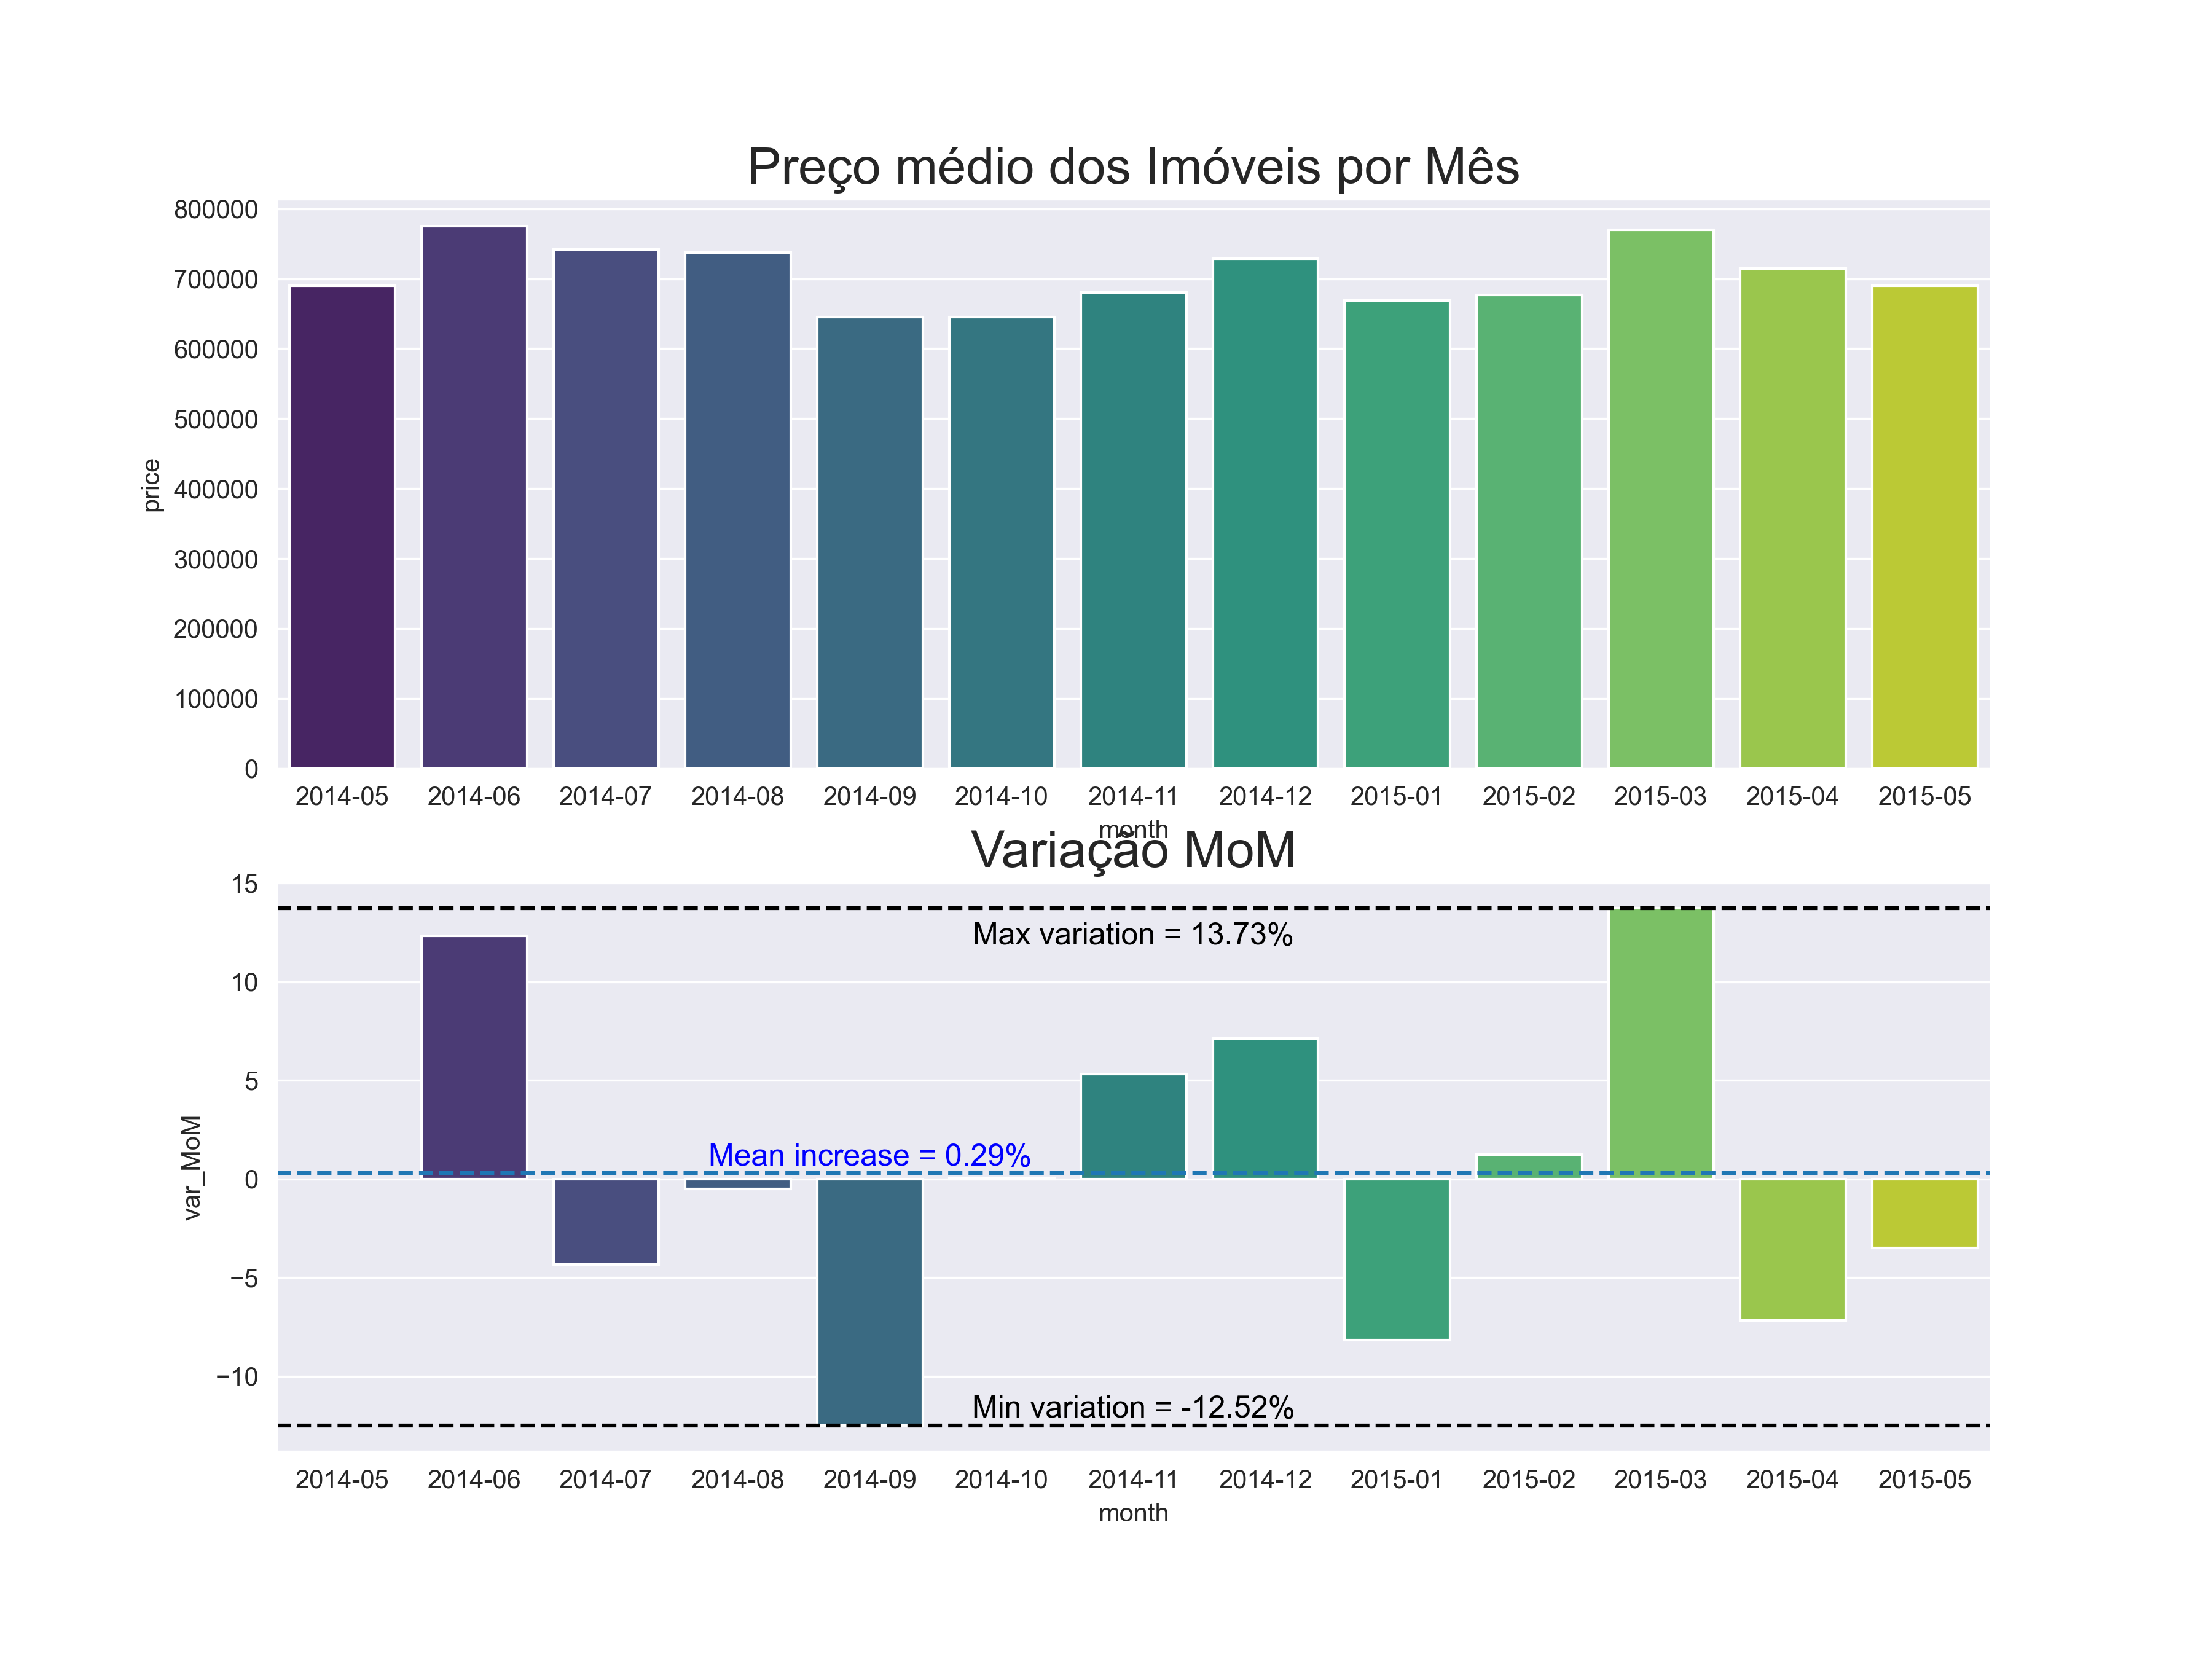 Preço médio dos Imóveis por Mês
800000
700000
600000
500000
400000
300000
200000
100000
0
price
2014-05 2014-06 2014-07 2014-08 2014-09 2014-10 2014-11 2014-12 2015-01 2015-02 2015-03 2015-04 2015-05
month
Variação MoM
15
10
5
0
−5
−10
var_MoM
Max variation = 13.73%
Mean increase = 0.29%
Min variation = -12.52%
2014-05 2014-06 2014-07 2014-08 2014-09 2014-10 2014-11 2014-12 2015-01 2015-02 2015-03 2015-04 2015-05
month